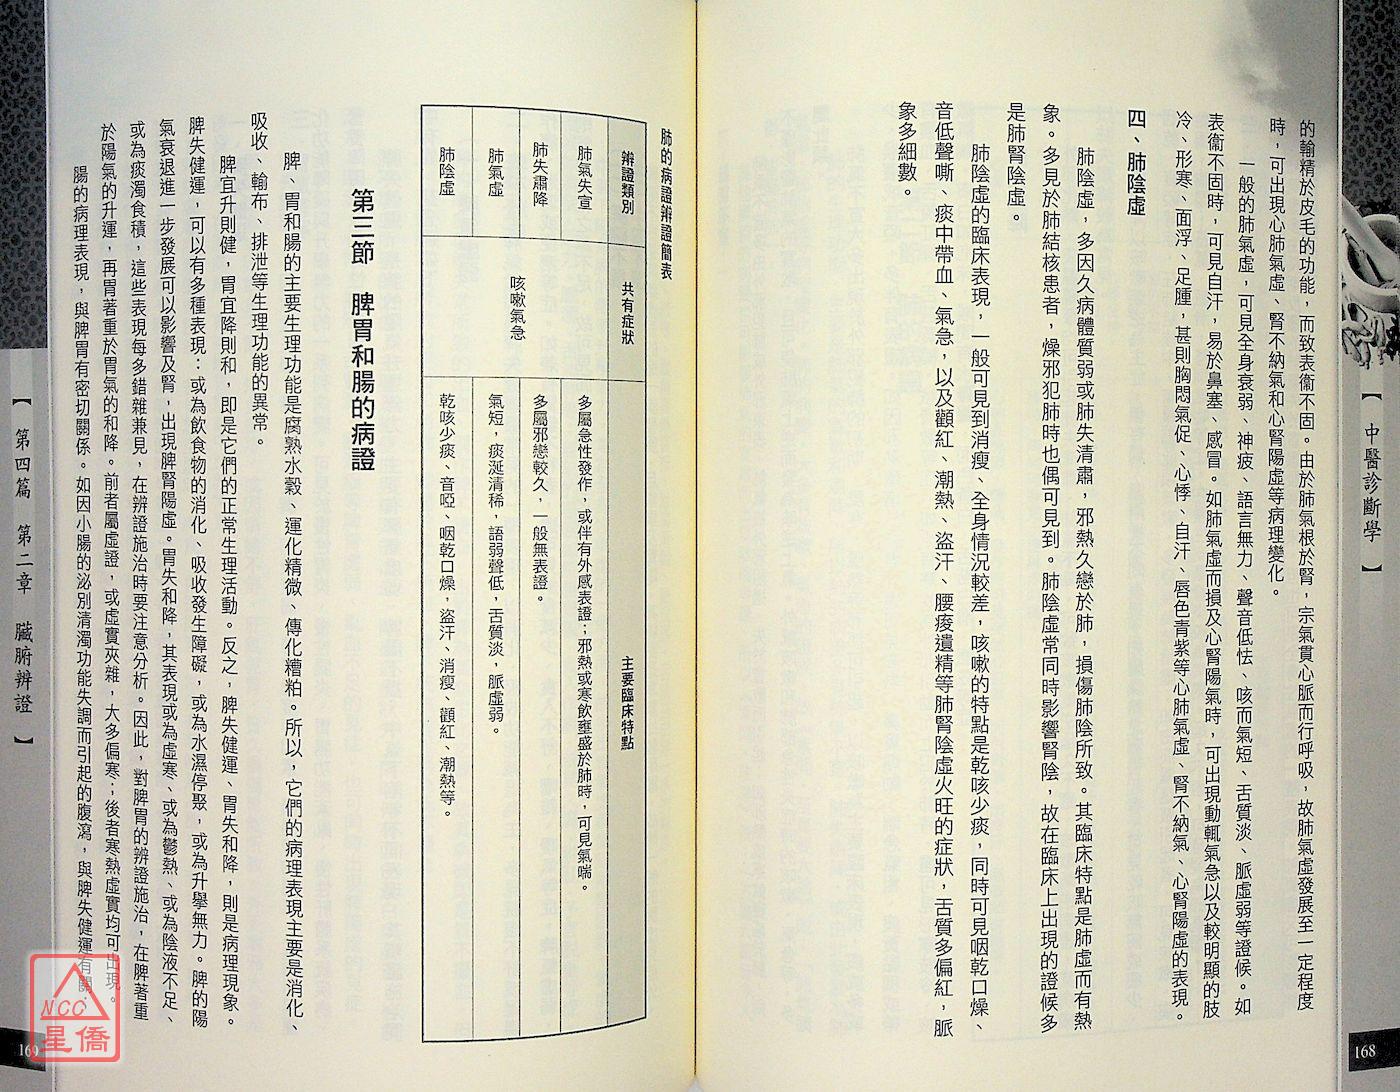 【中醫診斷學】
168
的輸精於皮毛的功能，而致表衞不固。由於肺氣根於腎，宗氣貫心脈而行呼吸，故肺氣虛發展至一定程度
時，可出現心肺氣虛、腎不納氣和心腎陽虛等病理變化。
一般的肺氣虛，可見全身衰弱、神疲、語言無力、聲音低怯、咳而氣短、舌質淡、脈虛弱等證候。如
表衞不固時，可見自汗，易於鼻塞、感冒。如肺氣虛而損及心腎陽氣時，可出現動輒氣急以及較明顯的肢
冷、形寒、面浮、足腫，甚則胸悶氣促、心悸、自汗、唇色青紫等心肺氣虛、腎不納氣、心腎陽虛的表現。
四、肺陰虛
肺陰虛，多因久病體質弱或肺失清肅，邪熱久戀於肺，損傷肺陰所致。其臨床特點是肺虛而有熱
象。多見於肺結核患者，燥邪犯肺時也偶可見到。肺陰虛常同時影響腎陰，故在臨床上出現的證候多
是肺腎陰虛。
肺陰虛的臨床表現，一般可見到消瘦、全身情況較差，咳嗽的特點是乾咳少痰，同時可見咽乾口燥、
音低聲嘶、痰中帶血、氣急，以及顴紅、潮熱、盜汗、腰痠遺精等肺腎陰虛火旺的症狀，舌質多偏紅，脈
象多細數。
肺的病證辨證簡表
辨證類別 共有症狀 主要臨床特點
肺氣失宣 多屬急性發作，或伴有外感表證；邪熱或寒飲壅盛於肺時，可見氣喘。
肺失肅降 咳嗽氣急 多屬邪戀較久，一般無表證。
肺氣虛 氣短，痰涎清稀，語弱聲低，舌質淡，脈虛弱。
肺陰虛 乾咳少痰、音啞、咽乾口燥，盜汗、消瘦、顴紅、潮熱等。
第三節　脾胃和腸的病證
脾、胃和腸的主要生理功能是腐熟水穀、運化精微、傳化糟粕。所以，它們的病理表現主要是消化、
吸收、輸布、排泄等生理功能的異常。
脾宜升則健，胃宜降則和，即是它們的正常生理活動。反之，脾失健運、胃失和降，則是病理現象。
脾失健運，可以有多種表現：或為飲食物的消化、吸收發生障礙，或為水濕停聚，或為升舉無力。脾的陽
氣衰退進一步發展可以影響及腎，出現脾腎陽虛。胃失和降，其表現或為虛寒、或為鬱熱、或為陰液不足、
或為痰濁食積，這些表現每多錯雜兼見，在辨證施治時要注意分析。因此，對脾胃的辨證施治，在脾著重
於陽氣的升運，再胃著重於胃氣的和降。前者屬虛證，或虛實夾雜，大多偏寒；後者寒熱虛實均可出現。
腸的病理表現，與脾胃有密切關係。如因小腸的泌別清濁功能失調而引起的腹瀉，與脾失健運有關.
【第四篇　第二章　臟腑辨證】
169
NCC
星僑